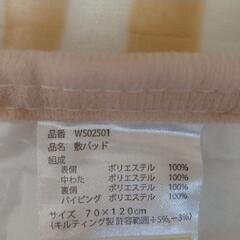 品番 WS02501
品名 敷パッド
組成
表側 ポリエステル 100%
中わた ポリエステル 100%
裏側 ポリエステル 100%
パイピング ポリエステル 100%
サイズ 70×120cm
(キルティング製 許容範囲+5%,−3%)